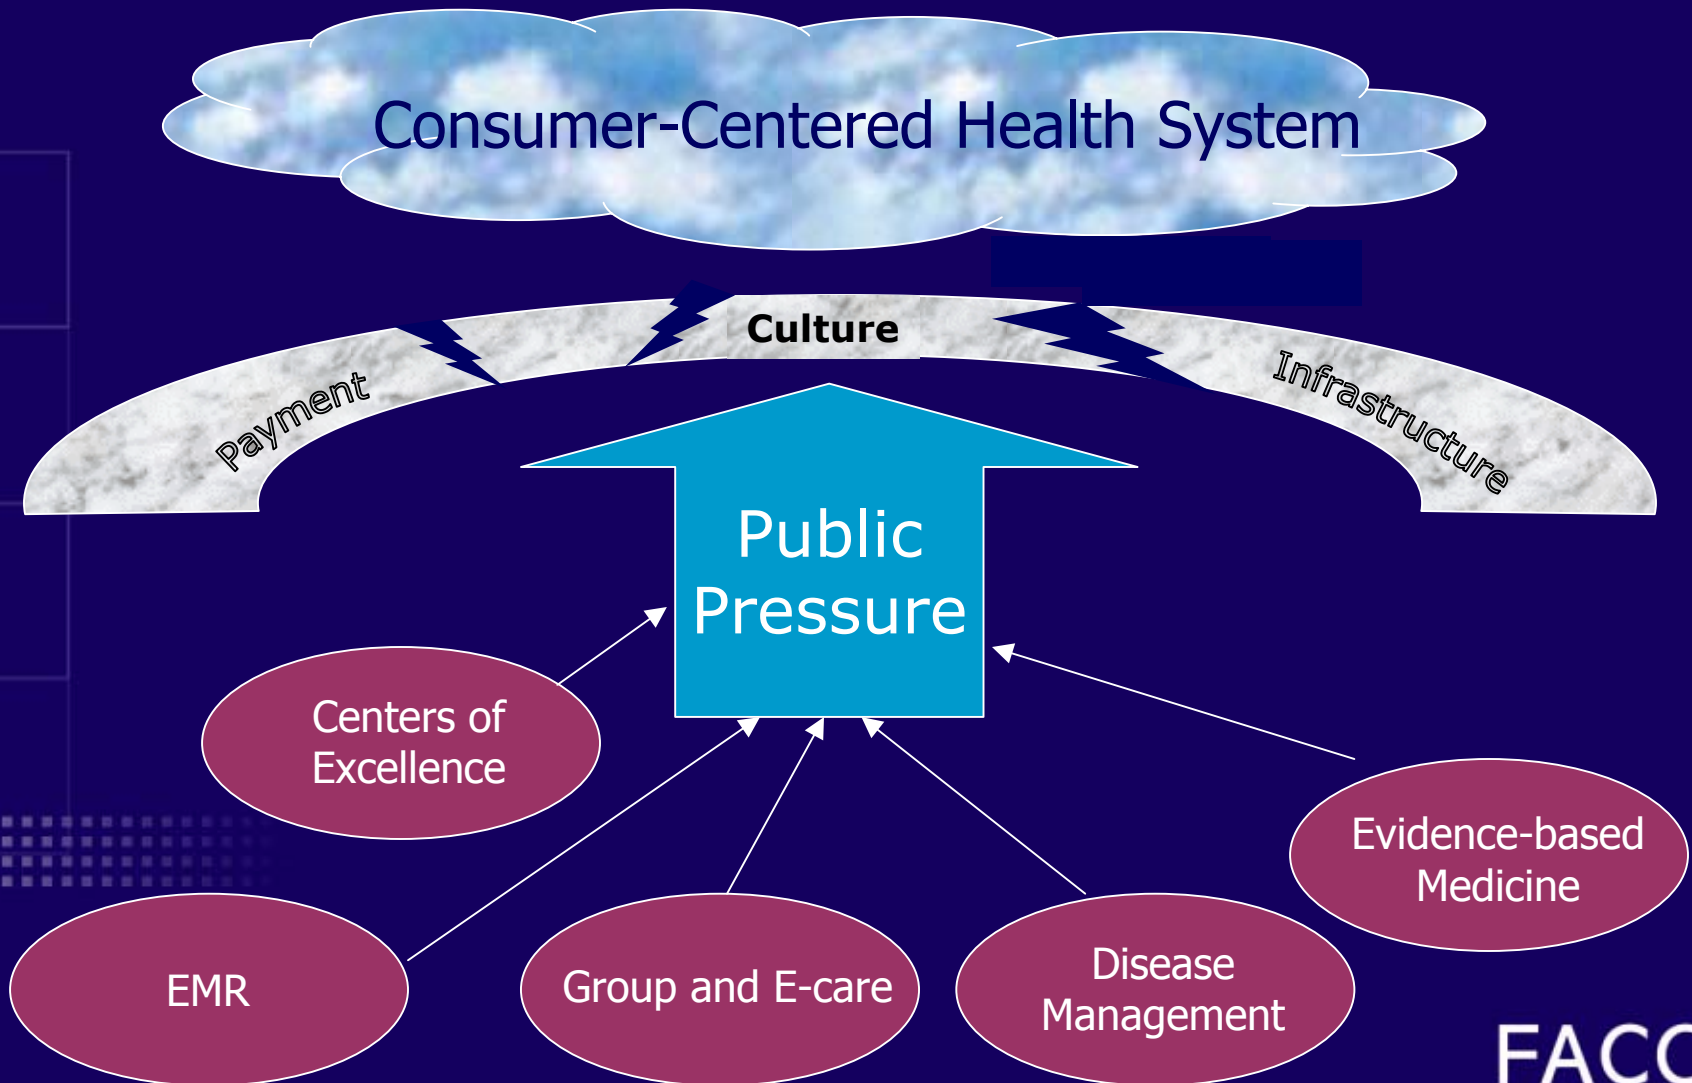 Consumer-Centered Health System
Culture
Payment
Infrastructure
Public
Pressure
Centers of
Excellence
Evidence-based
Medicine
EMR
Group and E-care
Disease
Management